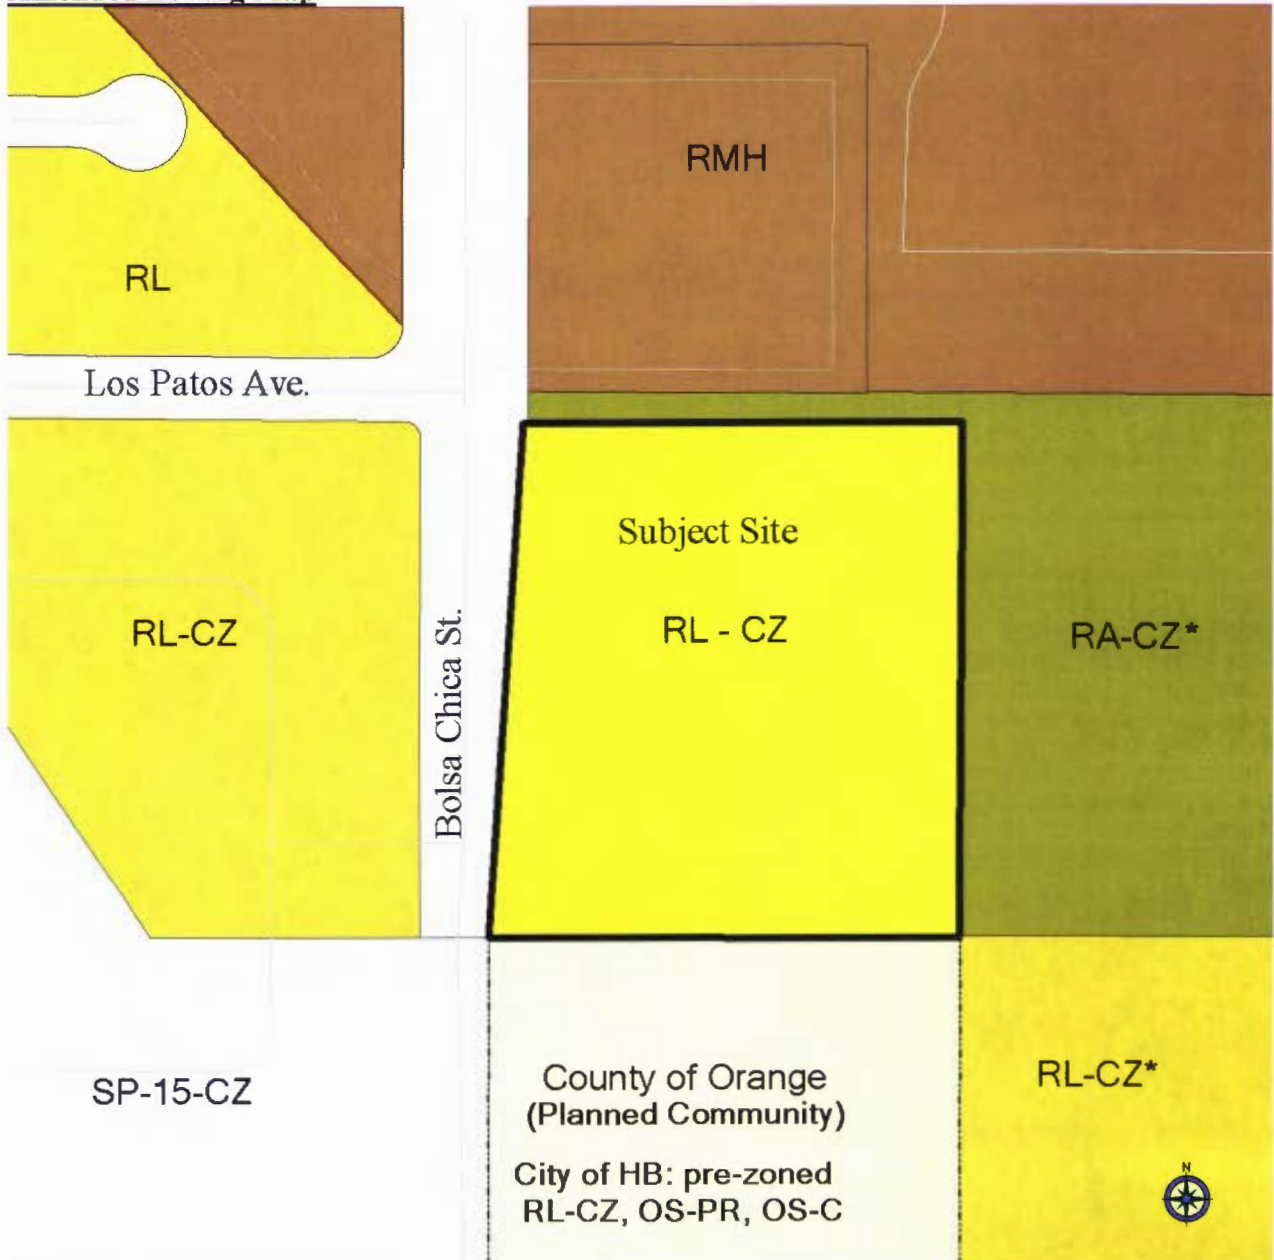 RMH
RL
Los Patos Ave.
Subject Site
RL-CZ
RL - CZ
RA-CZ*
Bolsa Chica St.
SP-15-CZ
County of Orange
(Planned Community)
City of HB: pre-zoned
RL-CZ, OS-PR, OS-C
RL-CZ*
N